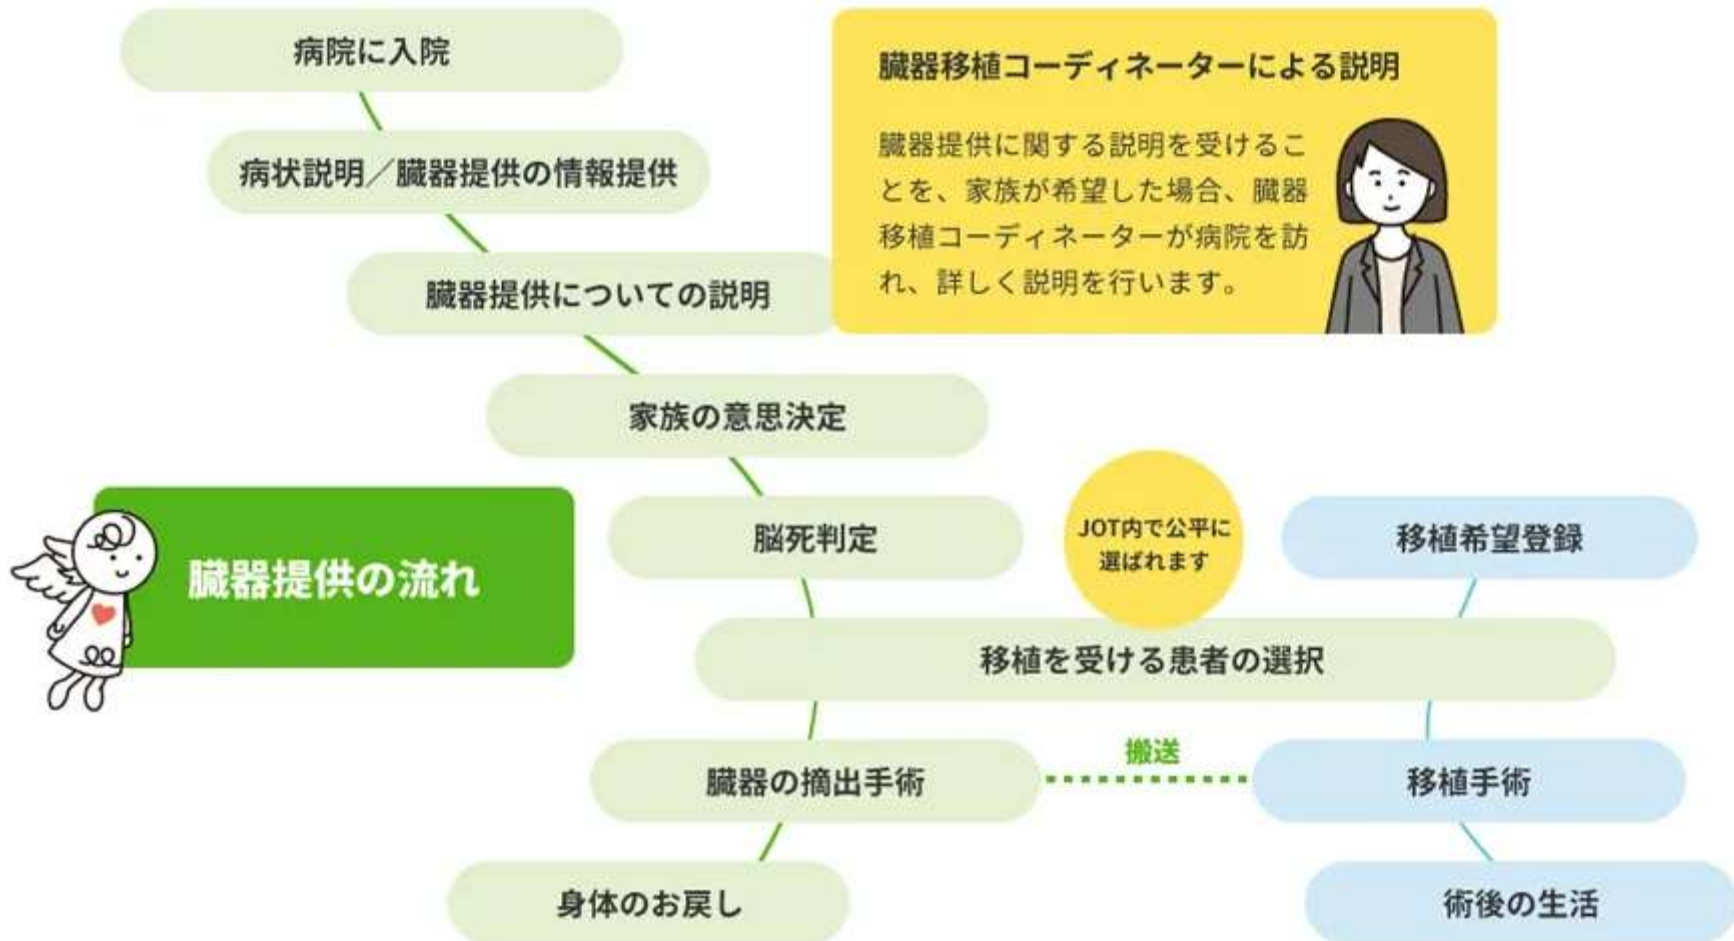 病院に入院
病状説明／臓器提供の情報提供
臓器提供についての説明
臓器移植コーディネーターによる説明
臓器提供に関する説明を受けるこ
とを、家族が希望した場合、臓器
移植コーディネーターが病院を訪
れ、詳しく説明を行います。
家族の意思決定
臓器提供の流れ
脳死判定
JOT内で公平に
選ばれます
移植希望登録
移植を受ける患者の選択
臓器の摘出手術
搬送
移植手術
身体のお戻し
術後の生活